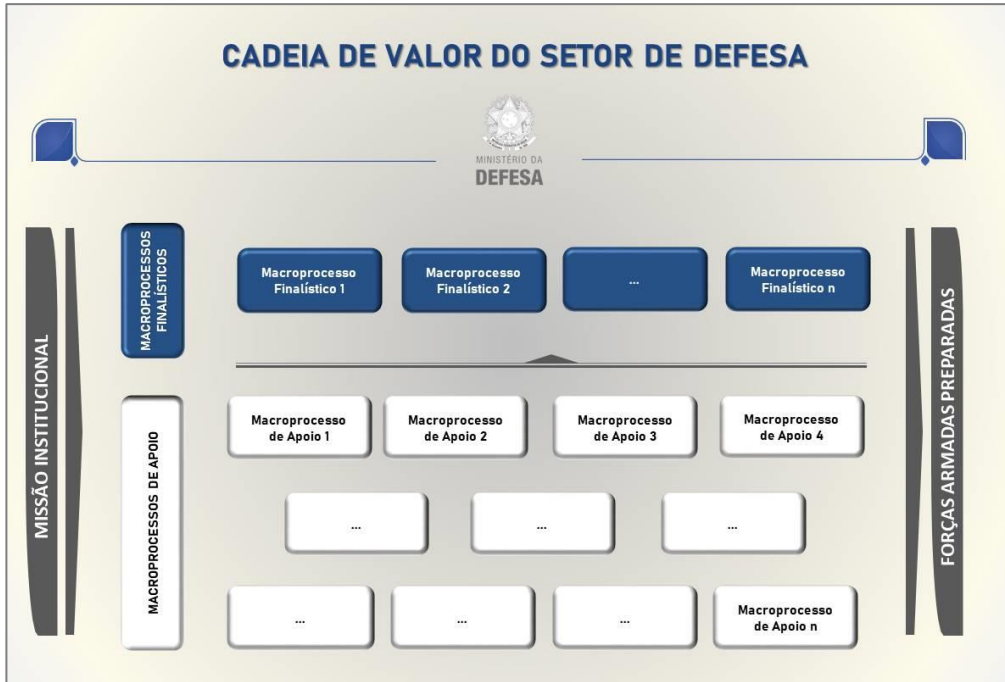 CADEIA DE VALOR DO SETOR DE DEFESA
MINISTÉRIO DA
DEFESA
MISSÃO INSTITUCIONAL
MACROPROCESSOS
FINALÍSTICOS
Macroprocesso
Finalístico 1
Macroprocesso
Finalístico 2
...
Macroprocesso
Finalístico n
MACROPROCESSOS DE APOIO
Macroprocesso
de Apoio 1
Macroprocesso
de Apoio 2
Macroprocesso
de Apoio 3
Macroprocesso
de Apoio 4
...
...
...
...
...
...
Macroprocesso
de Apoio n
FORÇAS ARMADAS PREPARADAS